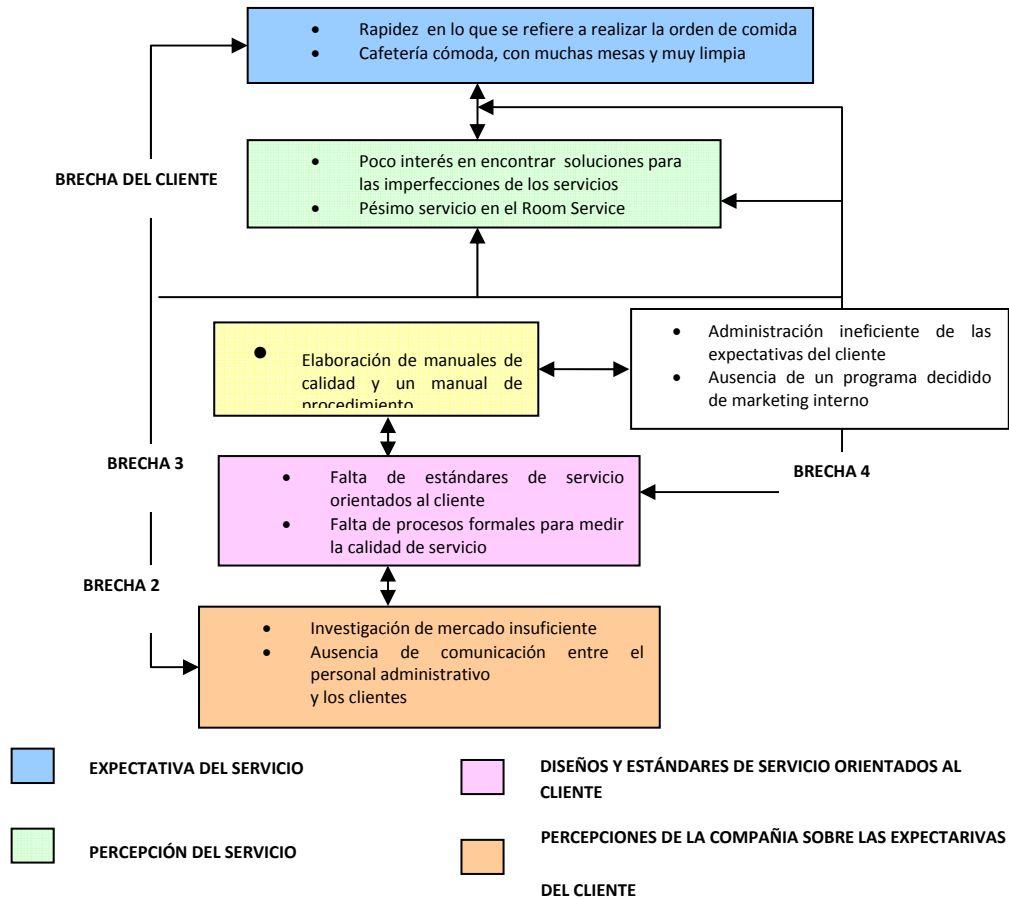 • Rapidez en lo que se refiere a realizar la orden de comida
• Cafetería cómoda, con muchas mesas y muy limpia
BRECHA DEL CLIENTE
• Poco interés en encontrar soluciones para
las imperfecciones de los servicios
• Pésimo servicio en el Room Service
• Elaboración de manuales de
calidad y un manual de
procedimiento
• Administración ineficiente de las
expectativas del cliente
• Ausencia de un programa decidido
de marketing interno
BRECHA 3
BRECHA 4
• Falta de estándares de servicio
orientados al cliente
• Falta de procesos formales para medir
la calidad de servicio
BRECHA 2
• Investigación de mercado insuficiente
• Ausencia de comunicación entre el
personal administrativo
y los clientes
EXPECTATIVA DEL SERVICIO
DISEÑOS Y ESTÁNDARES DE SERVICIO ORIENTADOS AL
CLIENTE
PERCEPCIÓN DEL SERVICIO
PERCEPCIONES DE LA COMPAÑIA SOBRE LAS EXPECTARIVAS
DEL CLIENTE